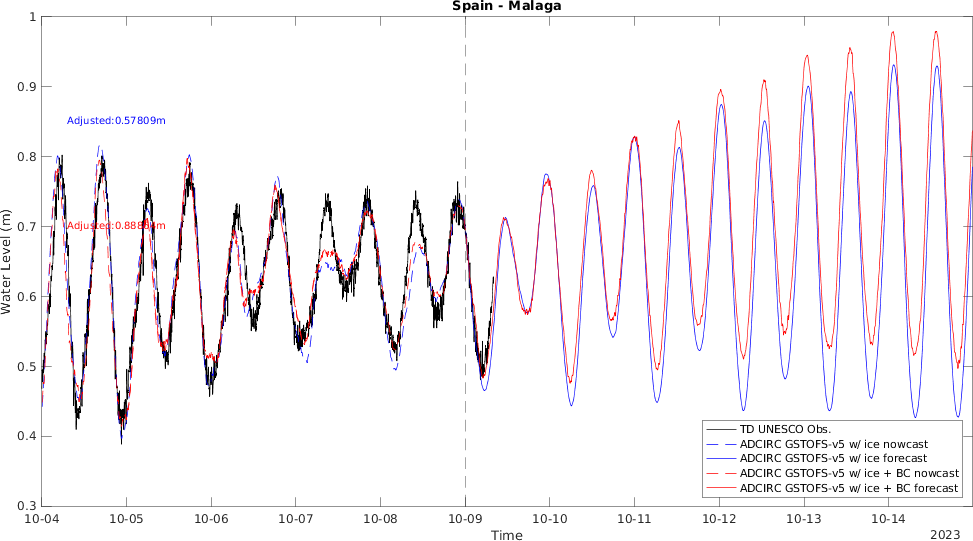 Spain - Malaga
1
0.9
0.8
0.7
0.6
0.5
0.4
0.3
Water Level (m)
Adjusted:0.57809m
10-04
10-05
10-06
10-07
10-08
10-09
10-10
10-11
10-12
10-13
10-14
Time
2023
TD UNESCO Obs.
ADCIRC GSTOFS-v5 w/ ice nowcast
ADCIRC GSTOFS-v5 w/ ice forecast
ADCIRC GSTOFS-v5 w/ ice + BC nowcast
ADCIRC GSTOFS-v5 w/ ice + BC forecast